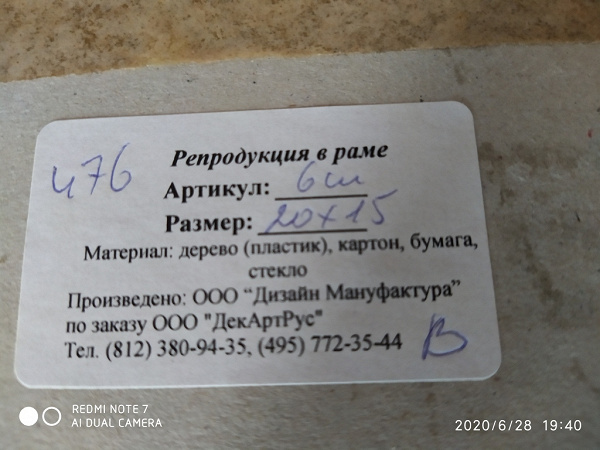 476
Репродукция в раме
Артикул: 6ш
Размер: 20х15
Материал: дерево (пластик), картон, бумага,
стекло
Произведено: ООО “Дизайн Мануфактура”
по заказу ООО "ДекАртРус"
Тел. (812) 380-94-35, (495) 772-35-44
В
REDMI NOTE 7
AI DUAL CAMERA
2020/6/28 19:40